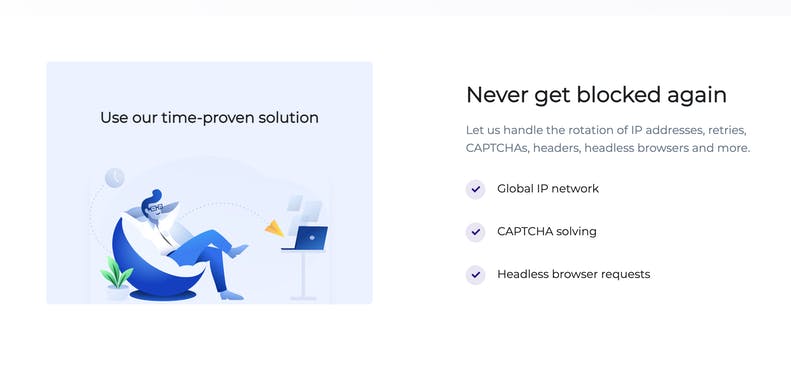 Use our time-proven solution
Never get blocked again
Let us handle the rotation of IP addresses, retries,
CAPTCHAs, headers, headless browsers and more.
Global IP network
CAPTCHA solving
Headless browser requests